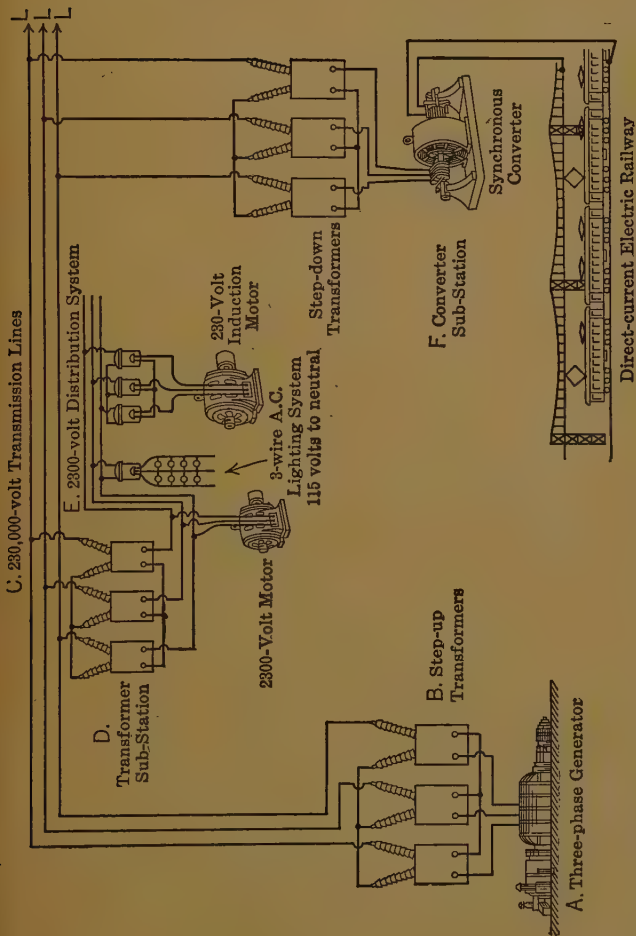 L
L
L
C. 230,000-volt Transmission Lines
E. 2300-volt Distribution System
D.
Transformer
Sub-Station
2300-Volt Motor
3-wire A.C.
Lighting System
115 volts to neutral
230-Volt
Induction
Motor
Step-down
Transformers
Synchronous
Converter
F. Converter
Sub-Station
B. Step-up
Transformers
A. Three-phase Generator
Direct-current Electric Railway